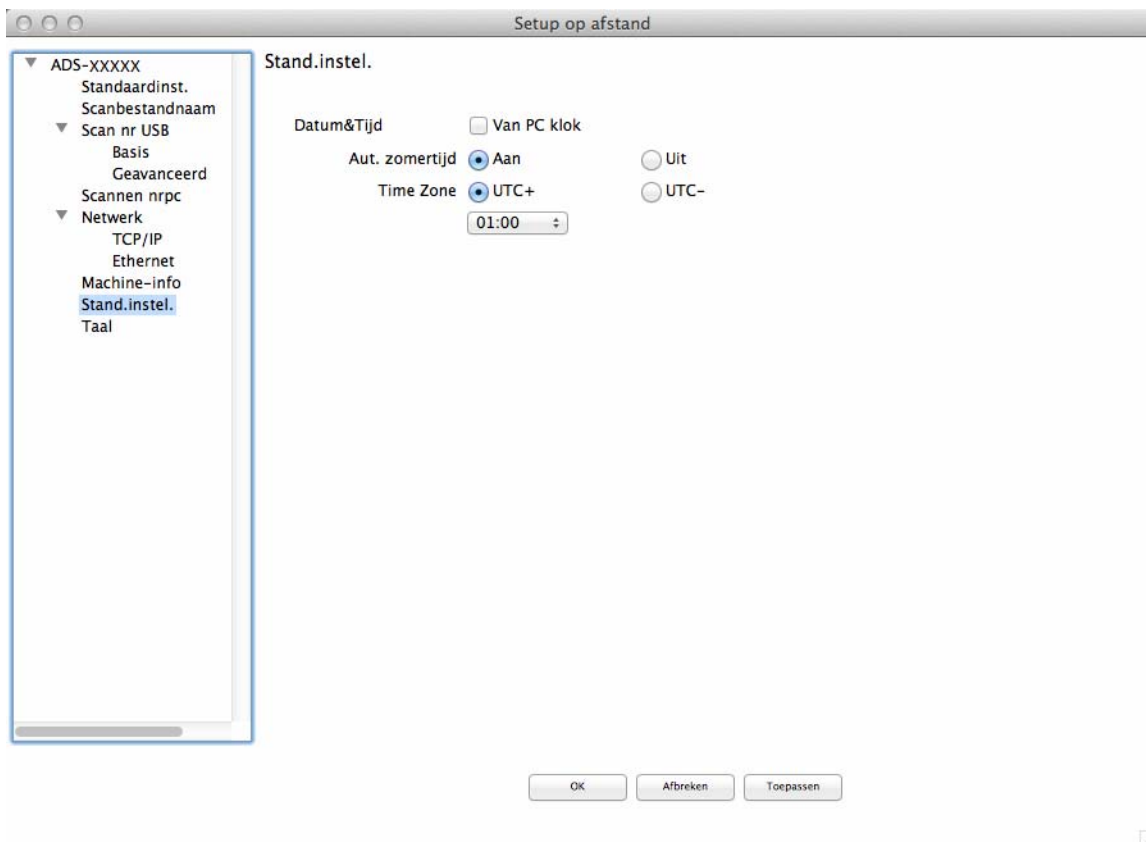 Setup op afstand
ADS-XXXXX
Standaardinst.
Scanbestandnaam
Scan nr USB
Basis
Geavanceerd
Scannen nrpc
Netwerk
TCP/IP
Ethernet
Machine-info
Stand.instel.
Taal
Stand.instel.
Datum&Tijd Van PC klok
Aut. zomertijd Aan Uit
Time Zone UTC+ UTC-
01:00
OK Afbreken Toepassen